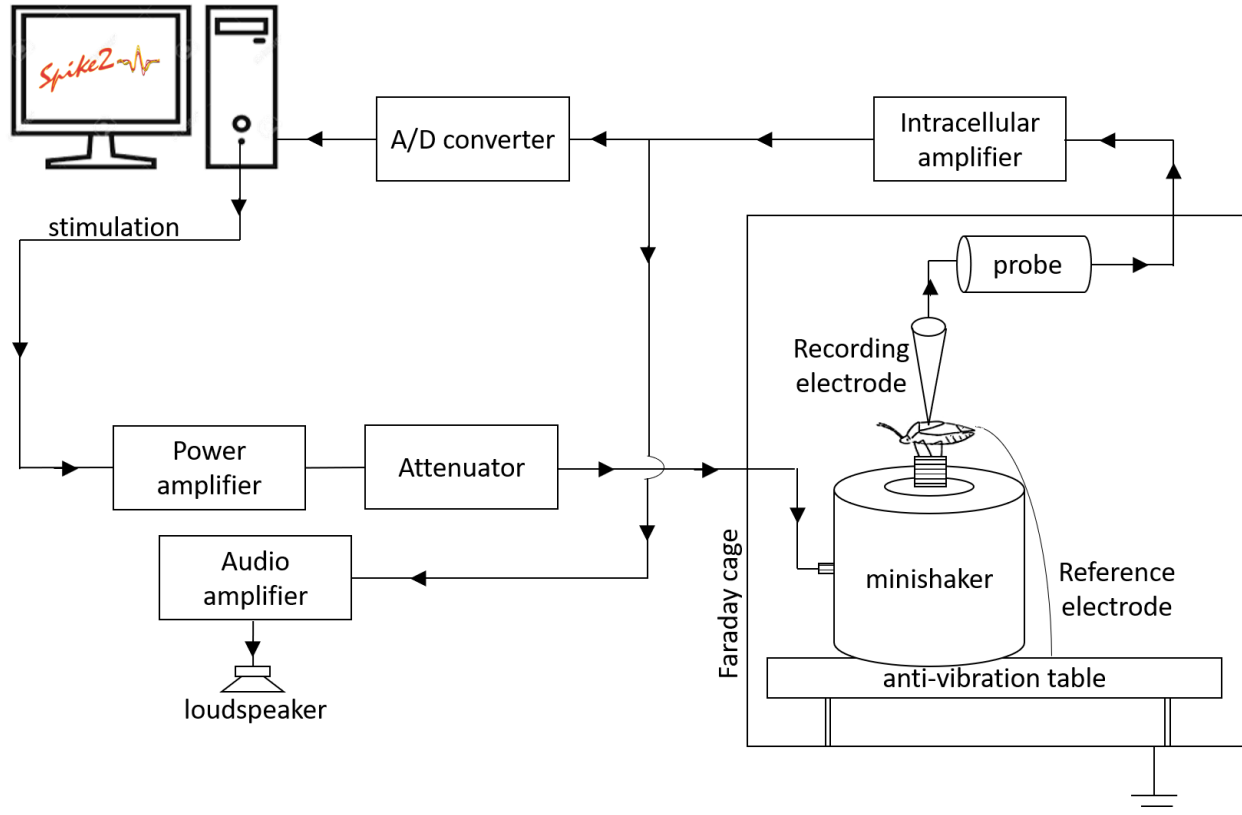 Spike2
A/D converter
Intracellular
amplifier
stimulation
probe
Recording
electrode
Power
amplifier
Attenuator
Audio
amplifier
loudspeaker
Faraday cage
minishaker
Reference
electrode
anti-vibration table